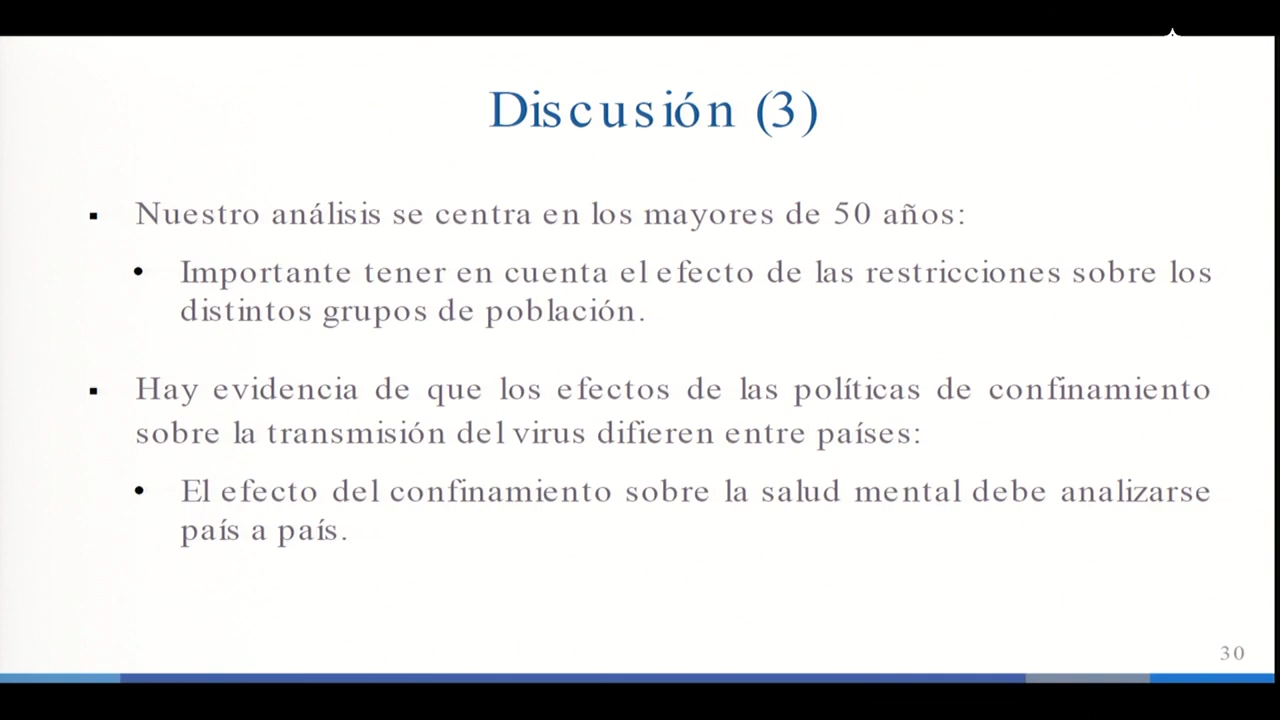 Discusión (3)
Nuestro análisis se centra en los mayores de 50 años:
Importante tener en cuenta el efecto de las restricciones sobre los
distintos grupos de población.
Hay evidencia de que los efectos de las políticas de confinamiento
sobre la transmisión del virus difieren entre países:
El efecto del confinamiento sobre la salud mental debe analizarse
país a país.
30